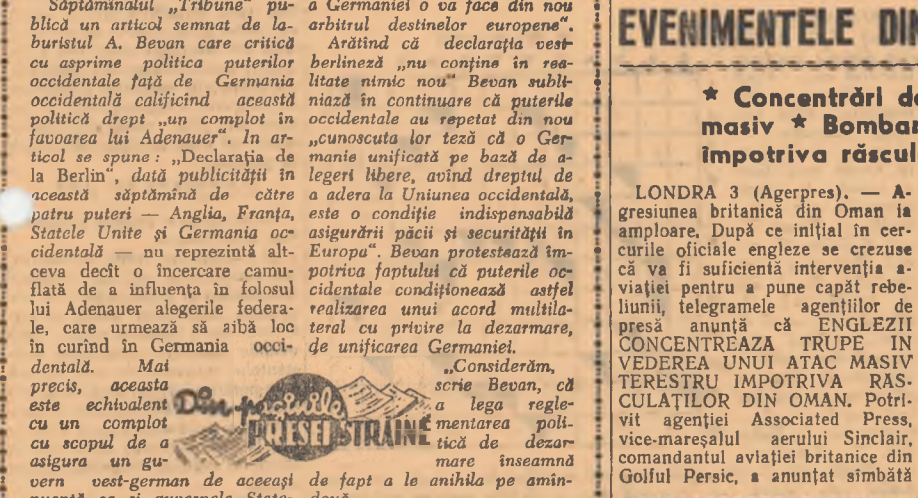 Săptămînalul „Tribune" pu-
blică un articol semnat de la-
buristul A. Bevan care critică
cu asprime politica puterilor
occidentale față de Germania
occidentală calificînd această
politică drept „un complot în
favoarea lui Adenauer". In ar-
ticol se spune: „Declarația de
la Berlin", dată publicității în
această săptămînă de către
patru puteri — Anglia, Franța,
Statele Unite și Germania oc-
cidentală — nu reprezintă alt-
ceva decît o încercare camu-
flată de a influența în folosul
lui Adenauer alegerile federa-
le, care urmează să aibă loc
în curînd în Germania occi-
dentală. Mai
precis, aceasta
este echivalent
cu un complot
cu scopul de a
asigura un gu-
vern vest-german de aceeași
a Germaniei o va face din nou
arbitrul destinelor europene".
Arătînd că declarația vest-
berlineză „nu conține în rea-
litate nimic nou" Bevan subli-
niază în continuare că puterile
occidentale au repetat din nou
„cunoscuta lor teză că o Ger-
manie unificată pe bază de a-
legeri libere, avînd dreptul de
a adera la Uniunea occidentală,
este o condiție indispensabilă
asigurării păcii și securității în
Europa". Bevan protestează îm-
potriva faptului că puterile oc-
cidentale condiționează astfel
realizarea unui acord multila-
teral cu privire la dezarmare,
de unificarea Germaniei.
„Considerăm,
scrie Bevan, că
a lega regle-
mentarea poli-
tică de dezar-
mare înseamnă
de fapt a le anihila pe amîn-
două.
Din paginile
PRESEI STRĂINE
EVENIMENTELE DIN
* Concentrări de
masiv * Bombar
împotriva răscul
LONDRA 3 (Agerpres). — A-
gresiunea britanică din Oman ia
amploare. După ce inițial în cer-
curile oficiale engleze se crezuse
că va fi suficientă intervenția a-
viației pentru a pune capăt rebe-
liunii, telegramele agențiilor de
presă anunță că ENGLEZII
CONCENTREAZA TRUPE IN
VEDEREA UNUI ATAC MASIV
TERESTRU IMPOTRIVA RAS-
CULAȚILOR DIN OMAN. Potri-
vit agenției Associated Press,
vice-mareșalul aerului Sinclair,
comandantul aviației britanice din
Golful Persic, a anunțat sîmbătă